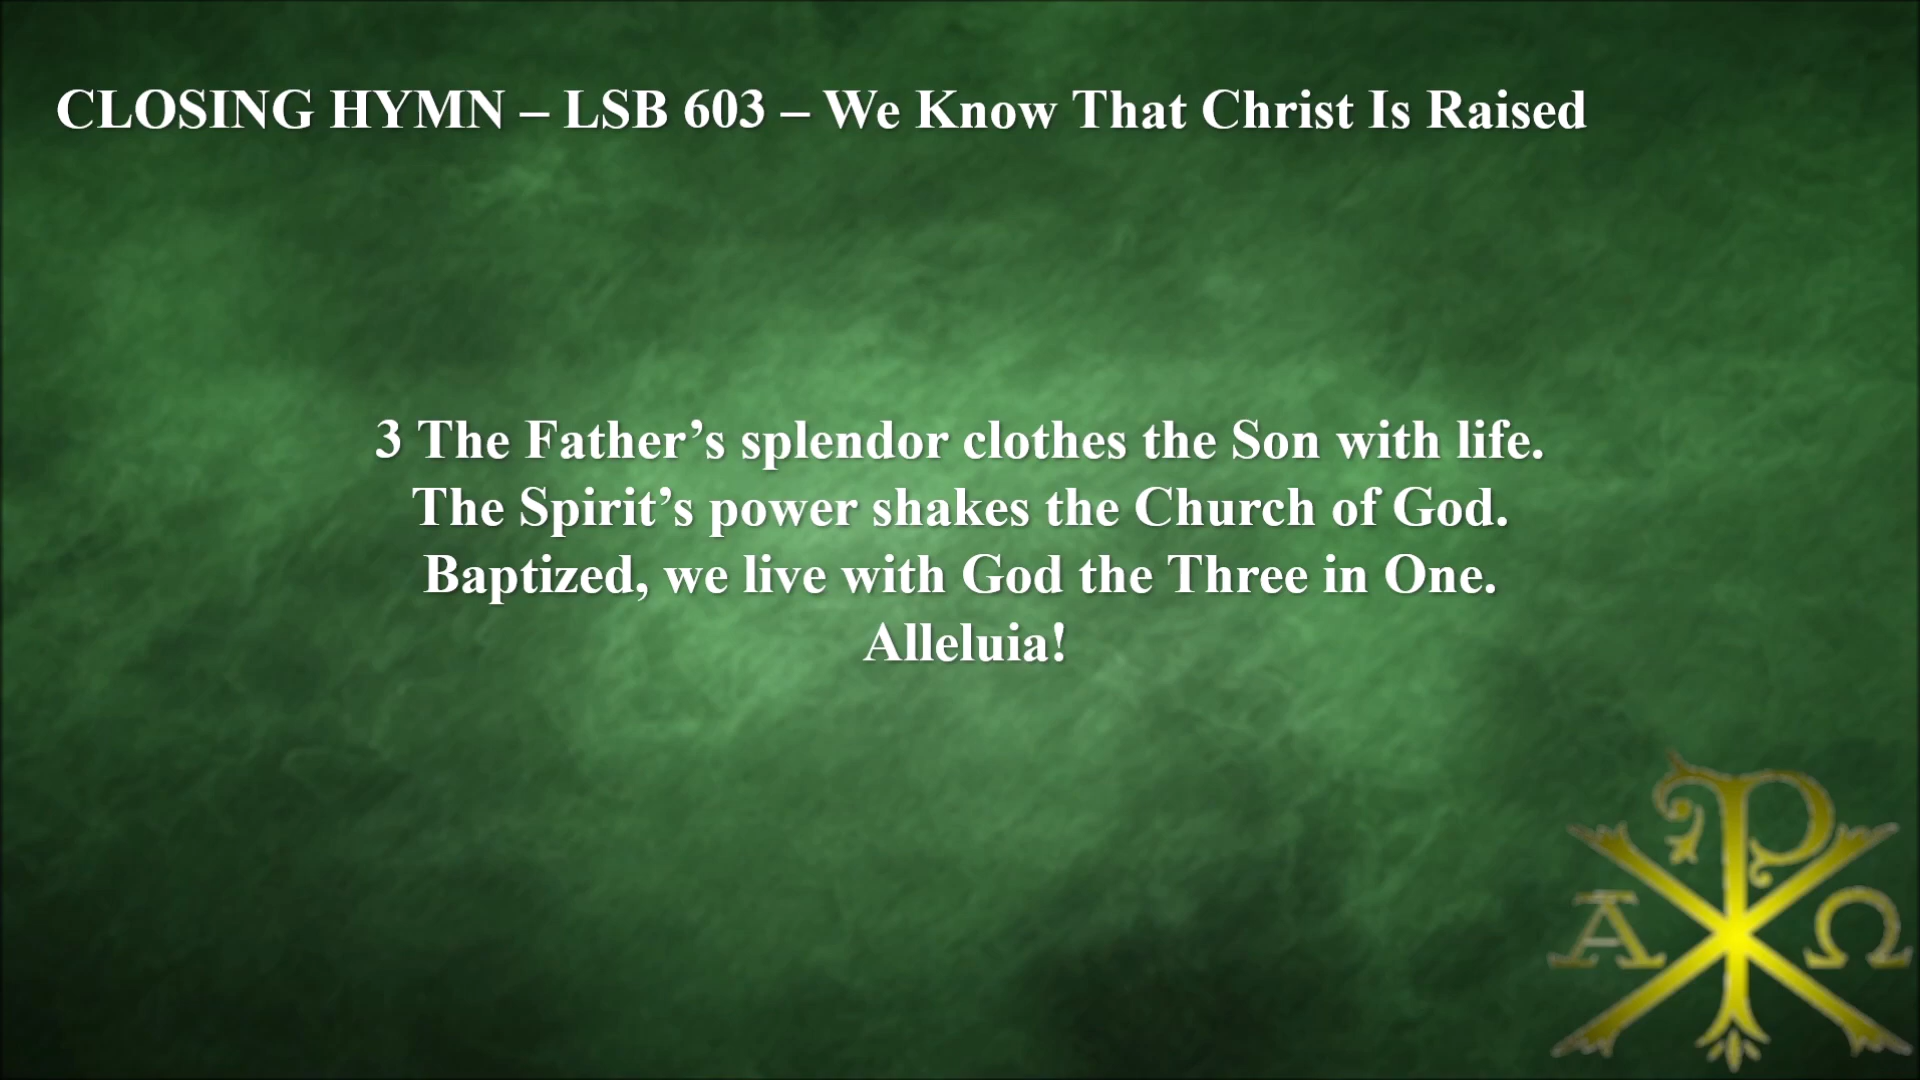 CLOSING HYMN – LSB 603 – We Know That Christ Is Raised
3 The Father’s splendor clothes the Son with life.
The Spirit’s power shakes the Church of God.
Baptized, we live with God the Three in One.
Alleluia!
Α Ρ Ω